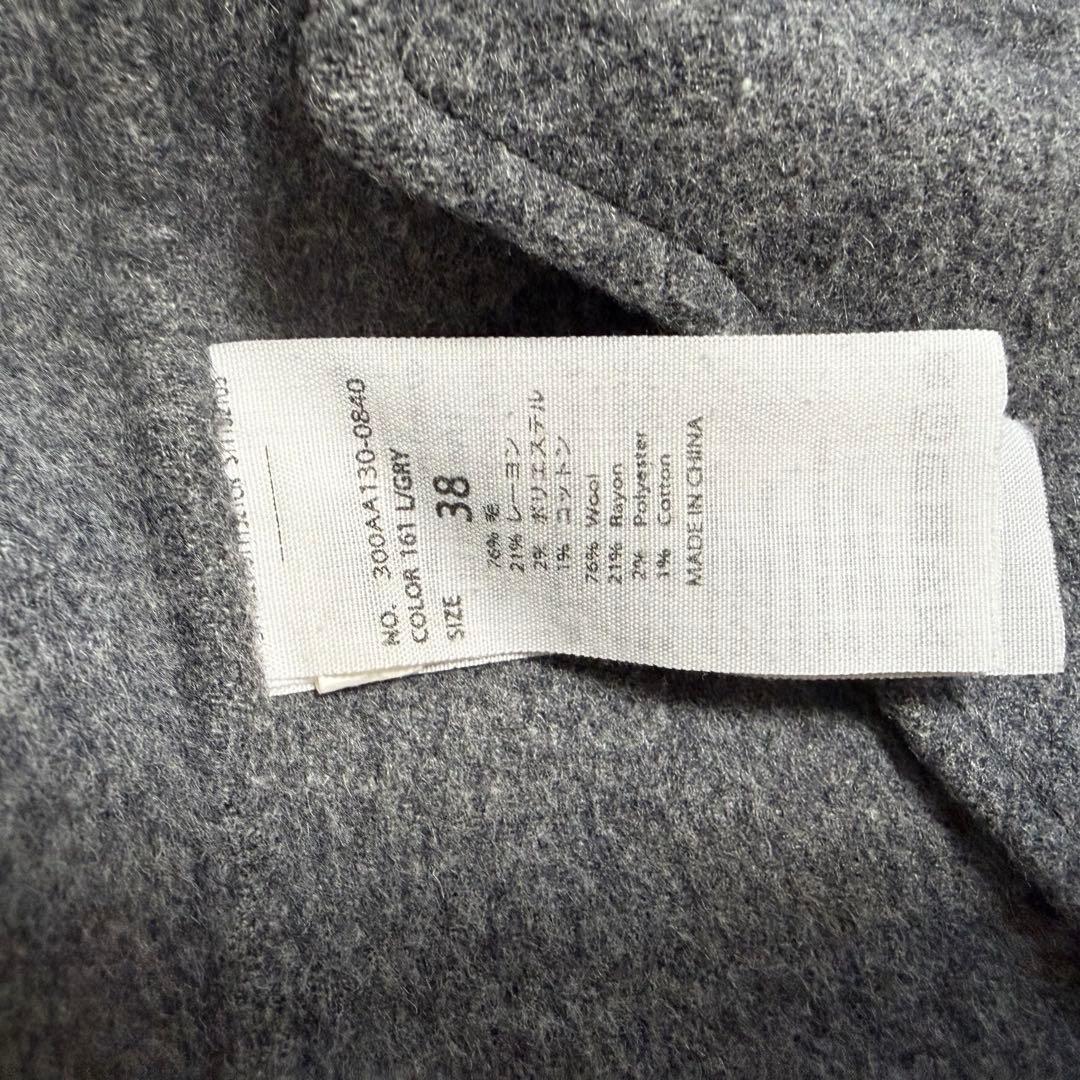 NO. 300AA130-0840
COLOR 161 L/GRY
SIZE 38
76% 毛
21% レーヨン
2% ポリエステル
1% コットン
76% Wool
21% Rayon
2% Polyester
1% Cotton
MADE IN CHINA